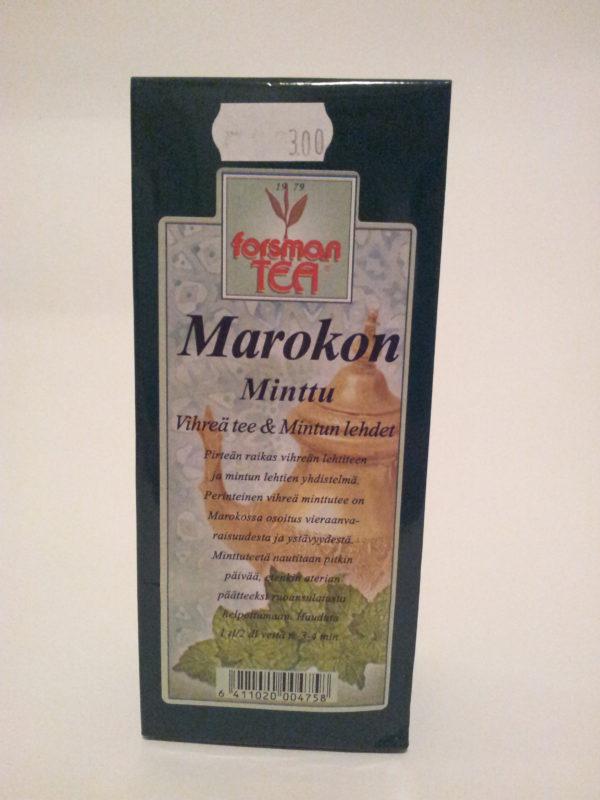 3.00
19 79
forsman
TEA
Marokon
Minttu
Vihreä tee & Mintun lehdet
Pirteän raikas vihreän lehtiteen
ja mintun lehtien yhdistelmä.
Perinteinen vihreä minttutee on
Marokossa osoitus vieraanva-
raisuudesta ja ystävyydestä.
Minttuteetä nautitaan pitkin
päivää, etenkin aterian
päätteeksi ruoansulatusta
helpottamaan. Hauduta
1 tl/2 dl vettä n. 3-4 min
6 411020 004758